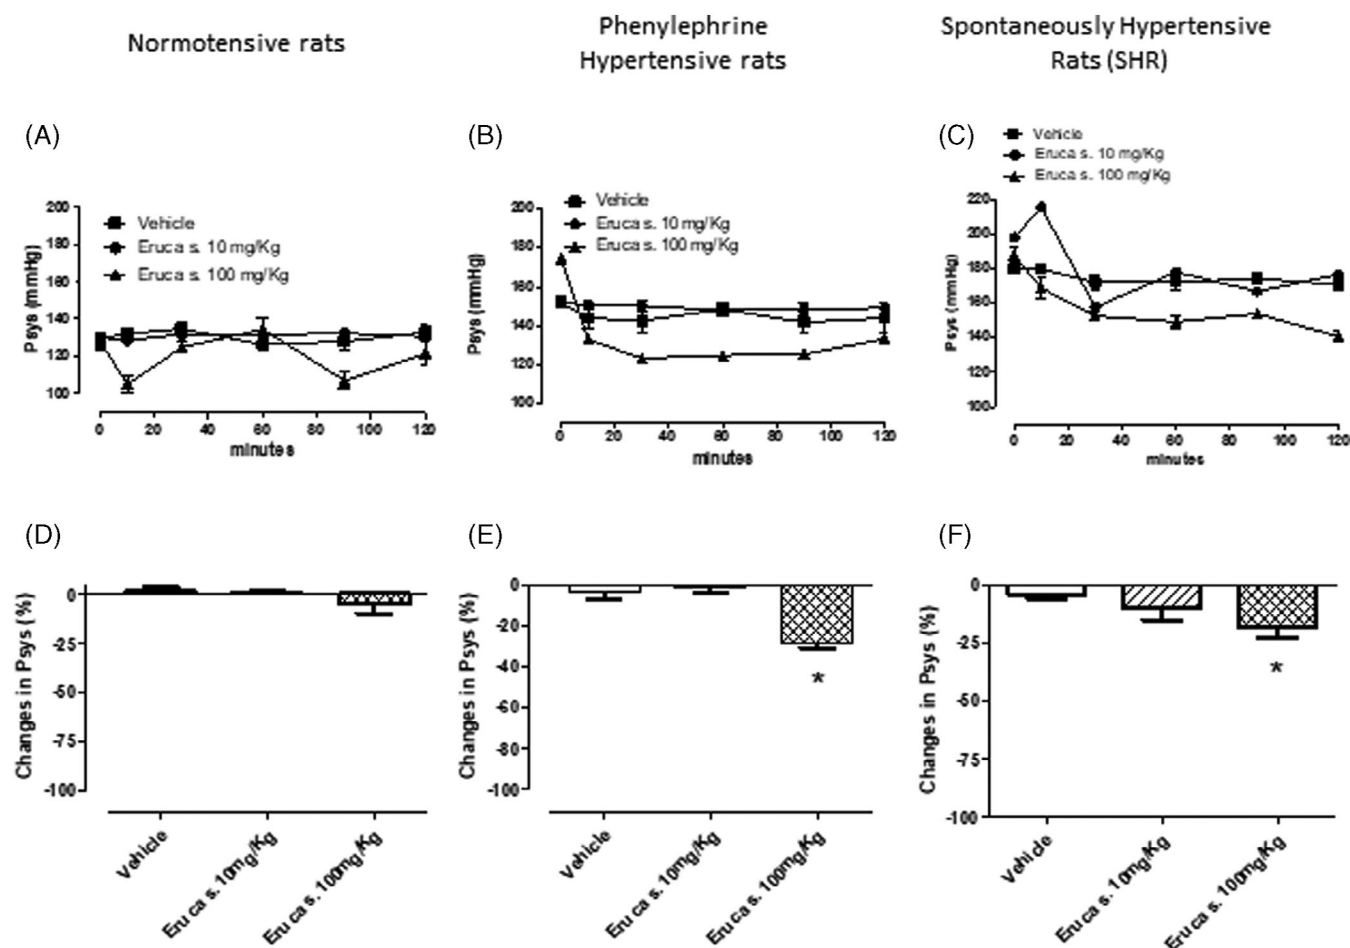 Normotensive rats
Phenylephrine
Hypertensive rats
Spontaneously Hypertensive
Rats (SHR)
(A)
Psys (mmHg)
200
180
160
140
120
100
Vehicle
Eruca s. 10 mg/Kg
Eruca s. 100 mg/Kg
0 20 40 60 80 100 120
minutes
(B)
Psys (mmHg)
200
180
160
140
120
100
Vehicle
Eruca s. 10 mg/Kg
Eruca s. 100 mg/Kg
0 20 40 60 80 100 120
minutes
(C)
Vehicle
Eruca s. 10 mg/Kg
Eruca s. 100 mg/Kg
Psys (mmHg)
220
200
180
160
140
120
100
0 20 40 60 80 100 120
minutes
(D)
Changes in Psys (%)
0
-25
-50
-75
-100
Vehicle
Eruca s. 10mg/Kg
Eruca s. 100mg/Kg
(E)
Changes in Psys (%)
0
-20
-40
-60
-80
-100
*
Vehicle
Eruca s. 10mg/Kg
Eruca s. 100mg/Kg
(F)
Changes in Psys (%)
0
-25
-50
-75
-100
*
Vehicle
Eruca s. 10mg/Kg
Eruca s. 100mg/Kg